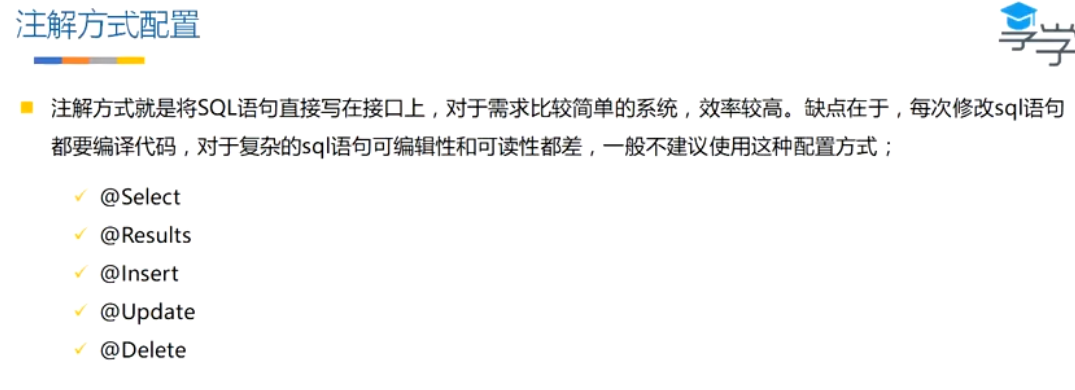 注解方式配置
享学
注解方式就是将SQL语句直接写在接口上，对于需求比较简单的系统，效率较高。缺点在于，每次修改sql语句
都要编译代码，对于复杂的sql语句可编辑性和可读性都差，一般不建议使用这种配置方式；
@Select
@Results
@Insert
@Update
@Delete